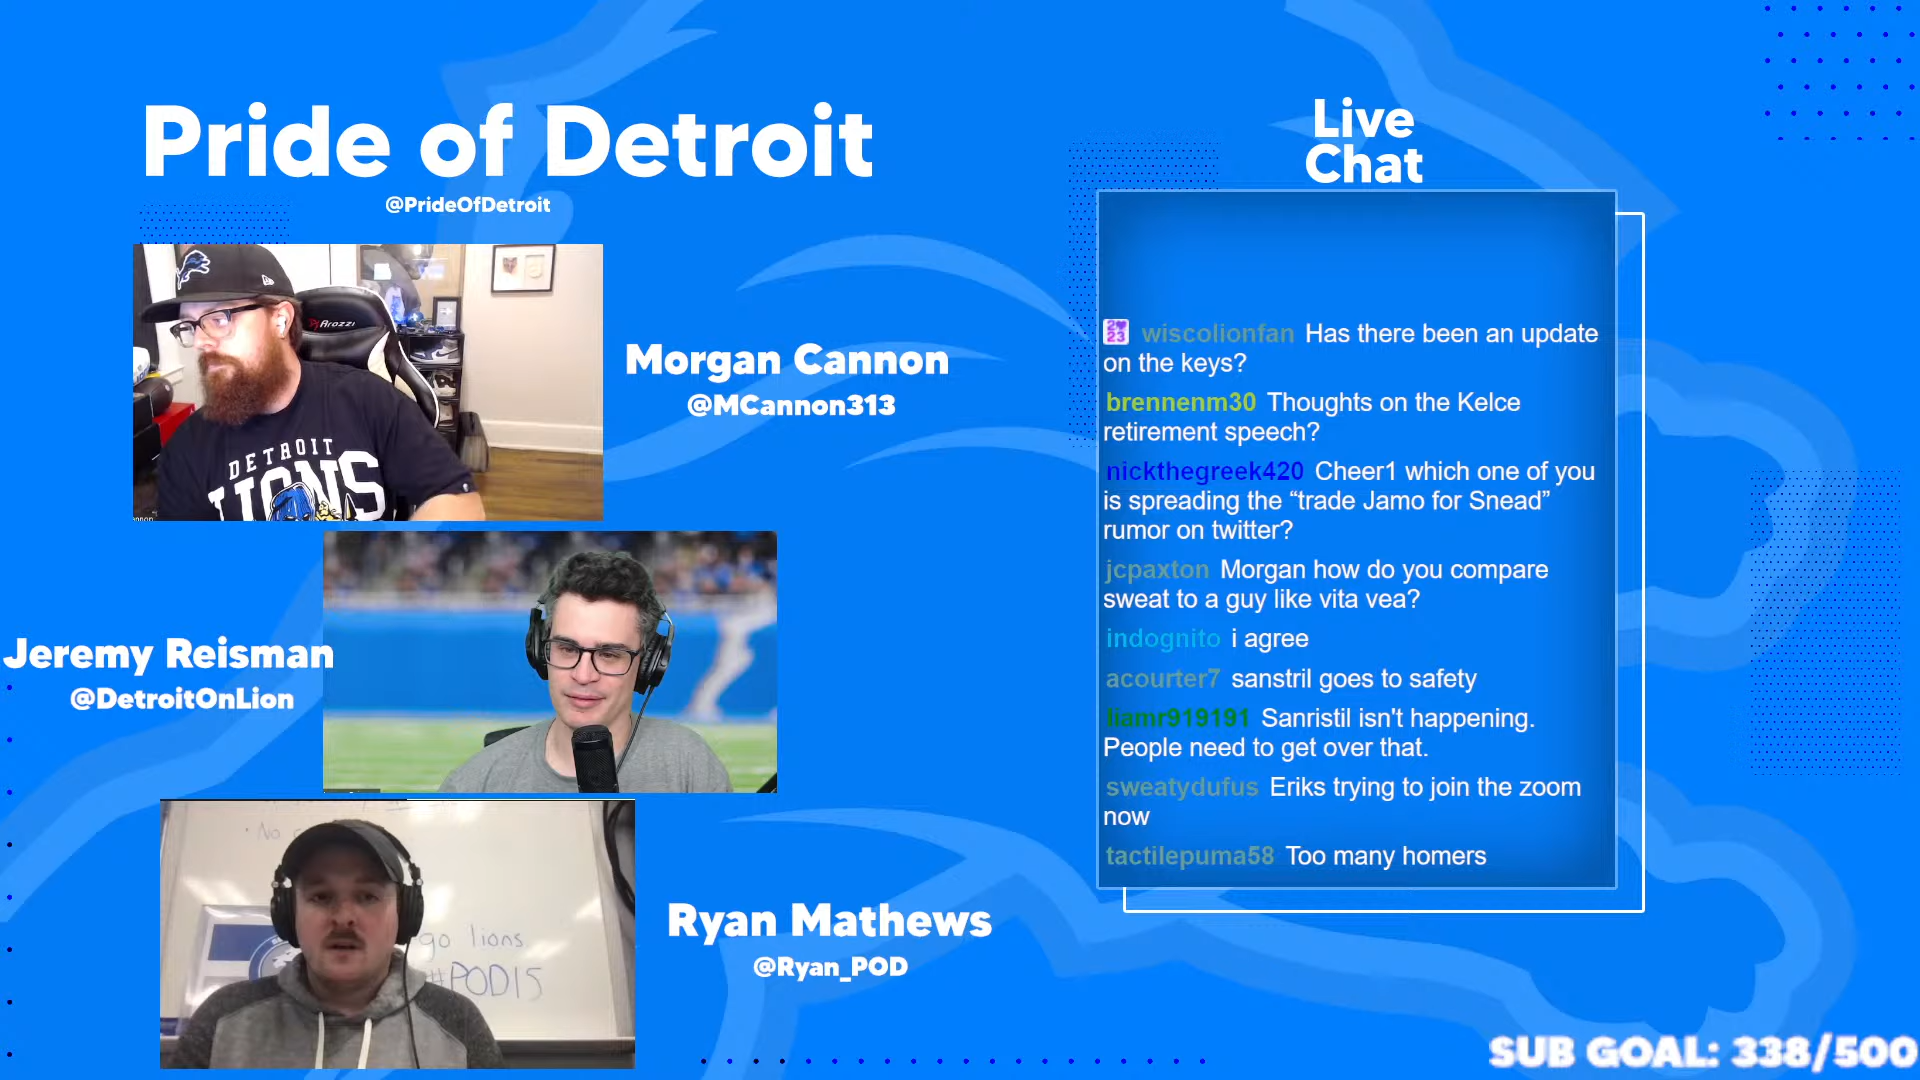 Pride of Detroit
@PrideOfDetroit
Live
Chat
Arozzi
DETROIT
LIONS
Morgan Cannon
@MCannon313
Jeremy Reisman
@DetroitOnLion
· No
go lions
#POD15
Ryan Mathews
@Ryan_POD
2♥23 wiscolionfan Has there been an update
on the keys?
brennenm30 Thoughts on the Kelce
retirement speech?
nickthegreek420 Cheer1 which one of you
is spreading the “trade Jamo for Snead”
rumor on twitter?
jcpaxton Morgan how do you compare
sweat to a guy like vita vea?
indognito i agree
acourter7 sanstril goes to safety
liamr919191 Sanristil isn't happening.
People need to get over that.
sweatydufus Eriks trying to join the zoom
now
tactilepuma58 Too many homers
SUB GOAL: 338/500